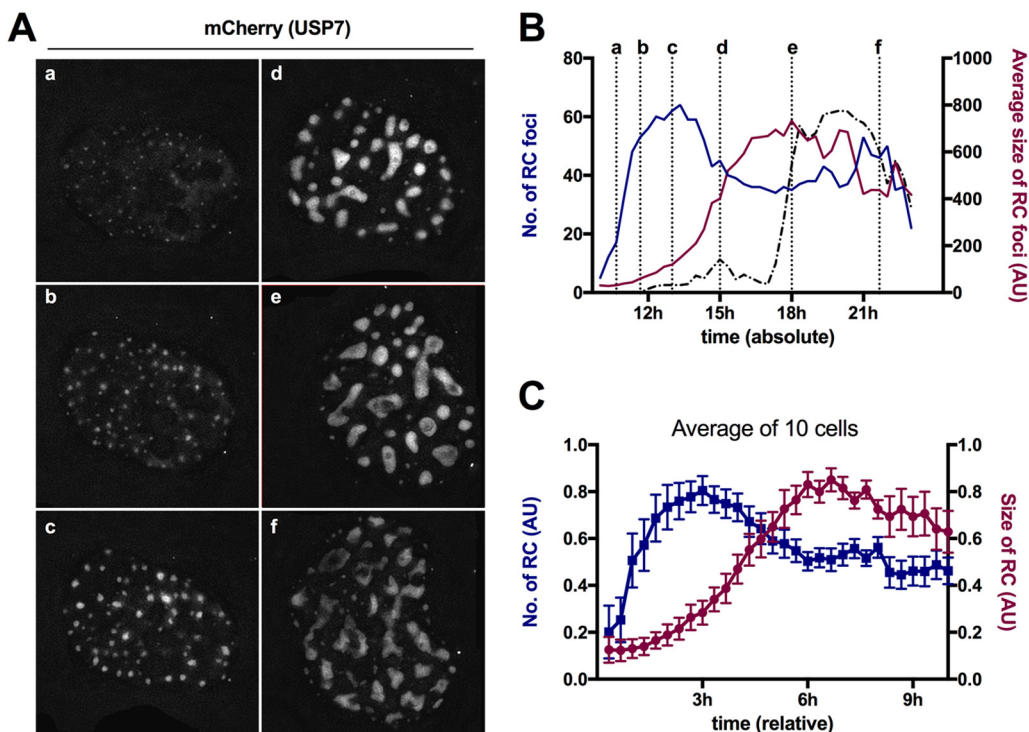 A
mCherry (USP7)
a
d
b
e
c
f
B
a b c d e f
80
60
40
20
0
No. of RC foci
1000
800
600
400
200
0
Average size of RC
foci (AU)
12h 15h 18h 21h
time (absolute)
C
Average of 10 cells
1.0
0.8
0.6
0.4
0.2
0.0
No. of RC (AU)
1.0
0.8
0.6
0.4
0.2
0.0
Size of RC
(AU)
3h 6h 9h
time (relative)